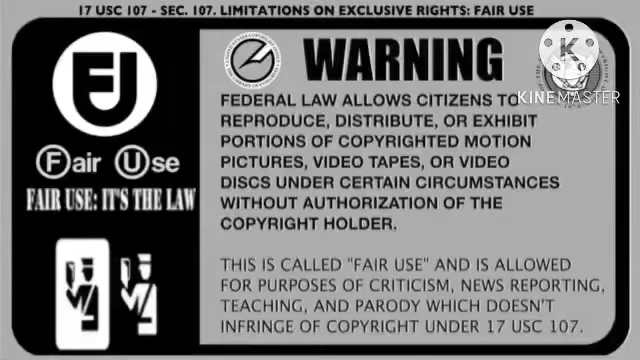 17 USC 107 - SEC. 107. LIMITATIONS ON EXCLUSIVE RIGHTS: FAIR USE
FU
Fair Use
FAIR USE: IT'S THE LAW
WARNING
KINEMASTER
FEDERAL LAW ALLOWS CITIZENS TO
REPRODUCE, DISTRIBUTE, OR EXHIBIT
PORTIONS OF COPYRIGHTED MOTION
PICTURES, VIDEO TAPES, OR VIDEO
DISCS UNDER CERTAIN CIRCUMSTANCES
WITHOUT AUTHORIZATION OF THE
COPYRIGHT HOLDER.
THIS IS CALLED "FAIR USE" AND IS ALLOWED
FOR PURPOSES OF CRITICISM, NEWS REPORTING,
TEACHING, AND PARODY WHICH DOESN'T
INFRINGE OF COPYRIGHT UNDER 17 USC 107.